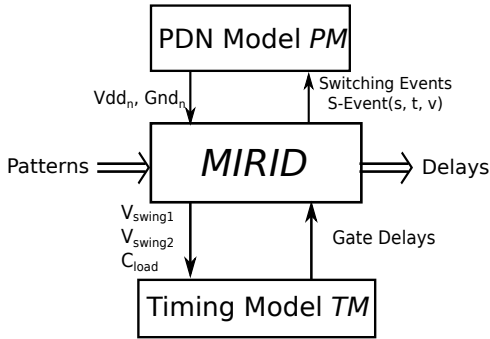 PDN Model PM
Vddn, Gndn
Switching Events
S-Event(s, t, v)
Patterns
MIRID
Delays
Vswing1
Vswing2
Cload
Gate Delays
Timing Model TM